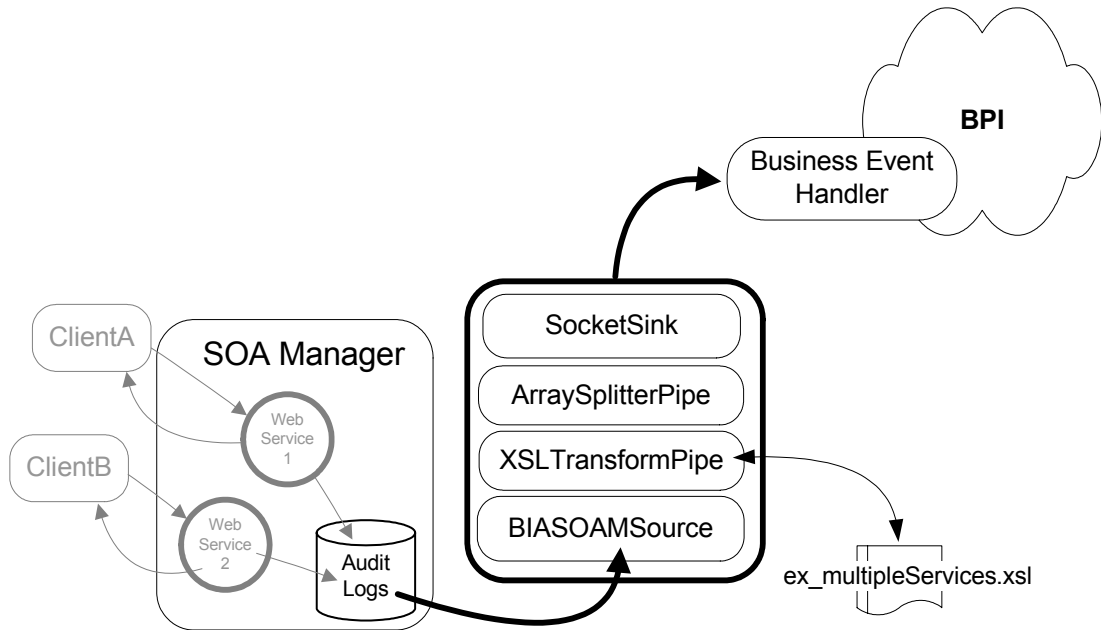 BPI
Business Event
Handler
SocketSink
ArraySplitterPipe
XSLTransformPipe
BIASOAMSource
ex_multipleServices.xsl
SOA Manager
ClientA
Web
Service
1
ClientB
Web
Service
2
Audit
Logs